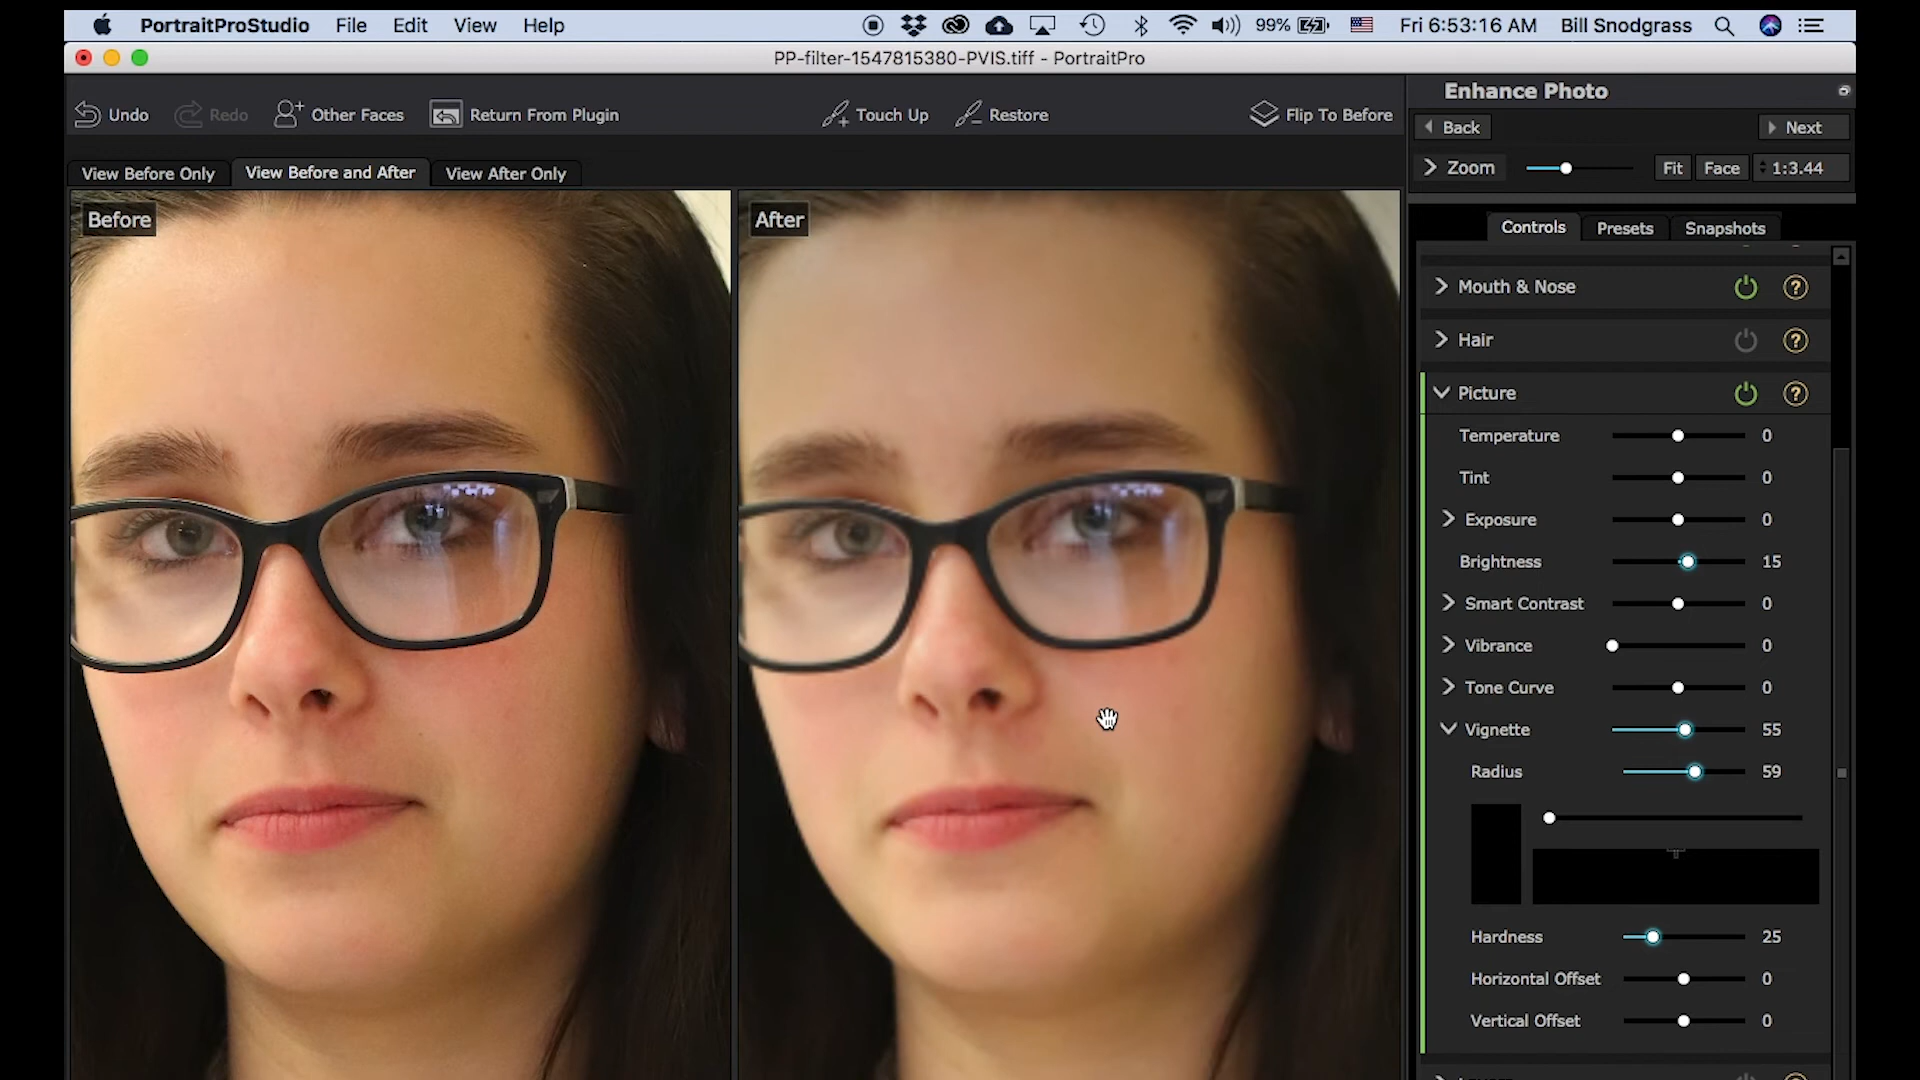 PortraitProStudio File Edit View Help 99% Fri 6:53:16 AM Bill Snodgrass
PP-filter-1547815380-PVIS.tiff - PortraitPro
Undo Redo Other Faces Return From Plugin Touch Up Restore Flip To Before
View Before Only View Before and After View After Only
Before
After
Enhance Photo
Back Next
Zoom Fit Face 1:3.44
Controls Presets Snapshots
Mouth & Nose ?
Hair ?
Picture ?
Temperature 0
Tint 0
Exposure 0
Brightness 15
Smart Contrast 0
Vibrance 0
Tone Curve 0
Vignette 55
Radius 59
Hardness 25
Horizontal Offset 0
Vertical Offset 0